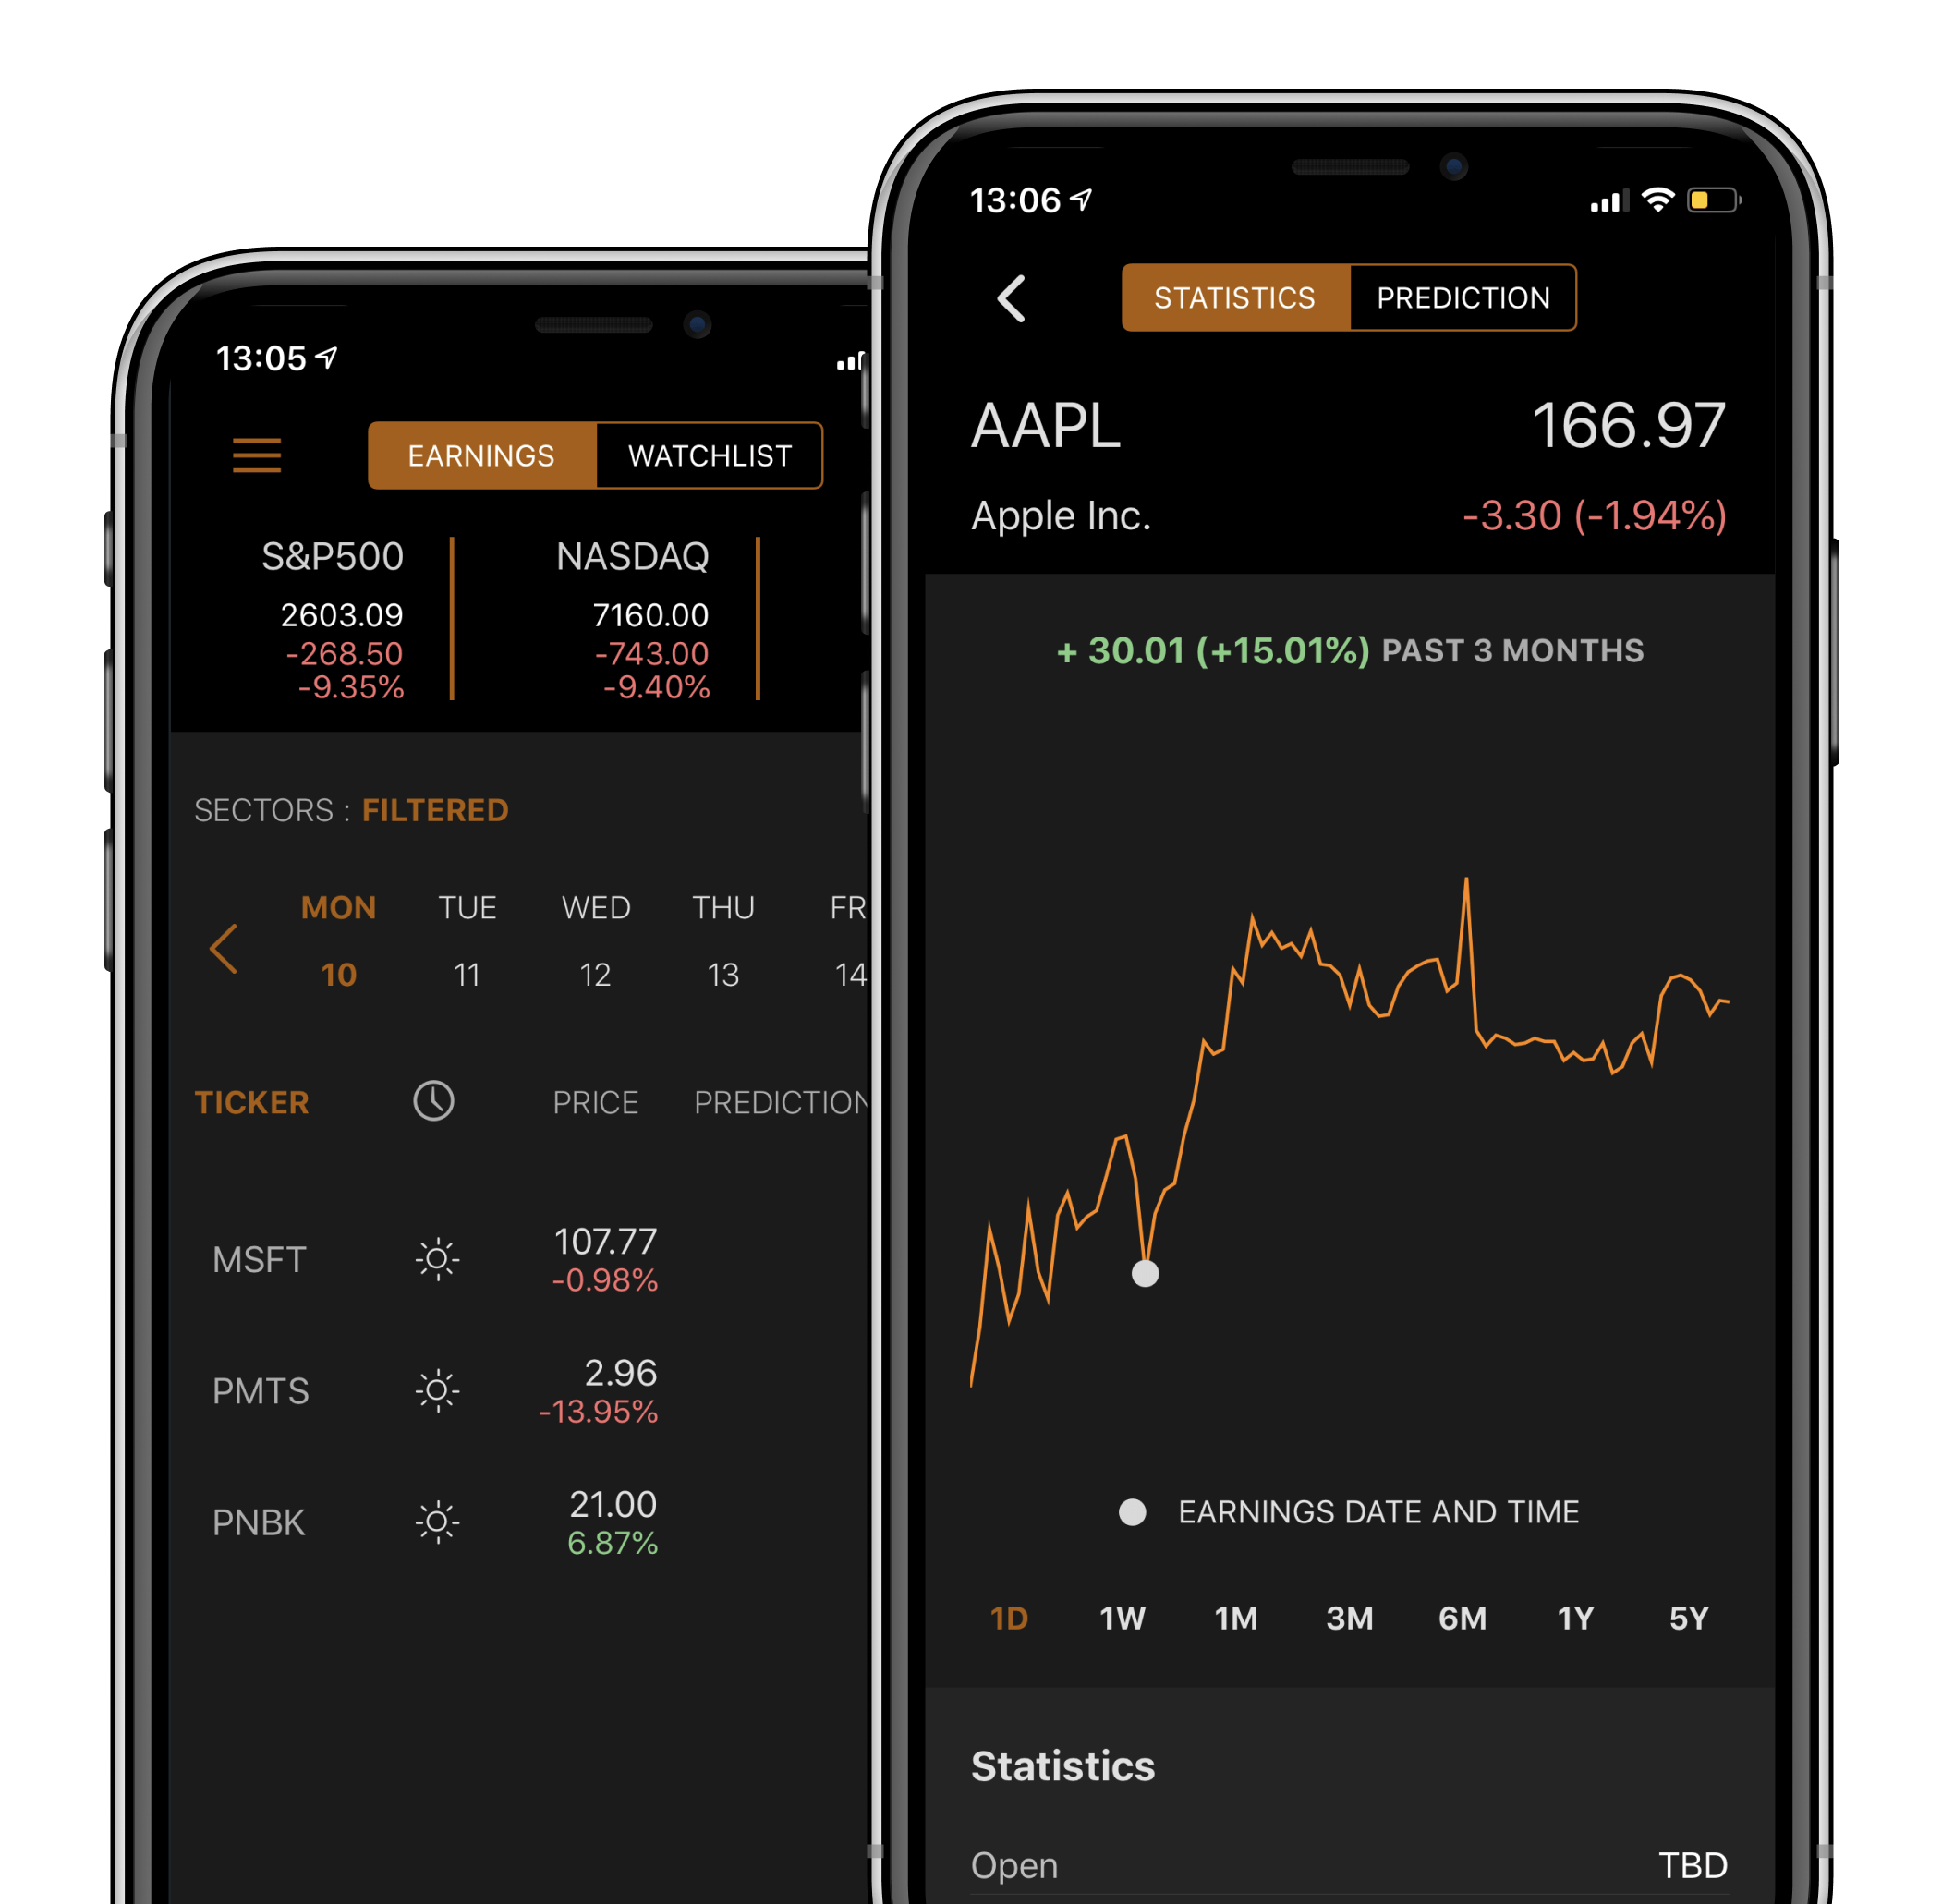 13:05
EARNINGS WATCHLIST
S&P500 NASDAQ
2603.09 7160.00
-268.50 -743.00
-9.35% -9.40%
SECTORS : FILTERED
MON TUE WED THU FR
10 11 12 13 14
TICKER PRICE PREDICTION
MSFT 107.77
-0.98%
PMTS 2.96
-13.95%
PNBK 21.00
6.87%
13:06
STATISTICS PREDICTION
AAPL 166.97
Apple Inc. -3.30 (-1.94%)
+ 30.01 (+15.01%) PAST 3 MONTHS
EARNINGS DATE AND TIME
1D 1W 1M 3M 6M 1Y 5Y
Statistics
Open TBD